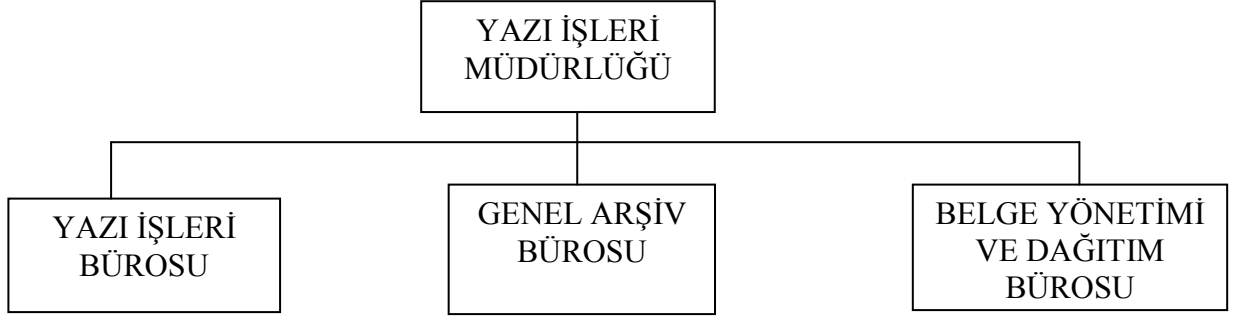 YAZI İŞLERİ
MÜDÜRLÜĞÜ
YAZI İŞLERİ
BÜROSU
GENEL ARŞİV
BÜROSU
BELGE YÖNETİMİ
VE DAĞITIM
BÜROSU